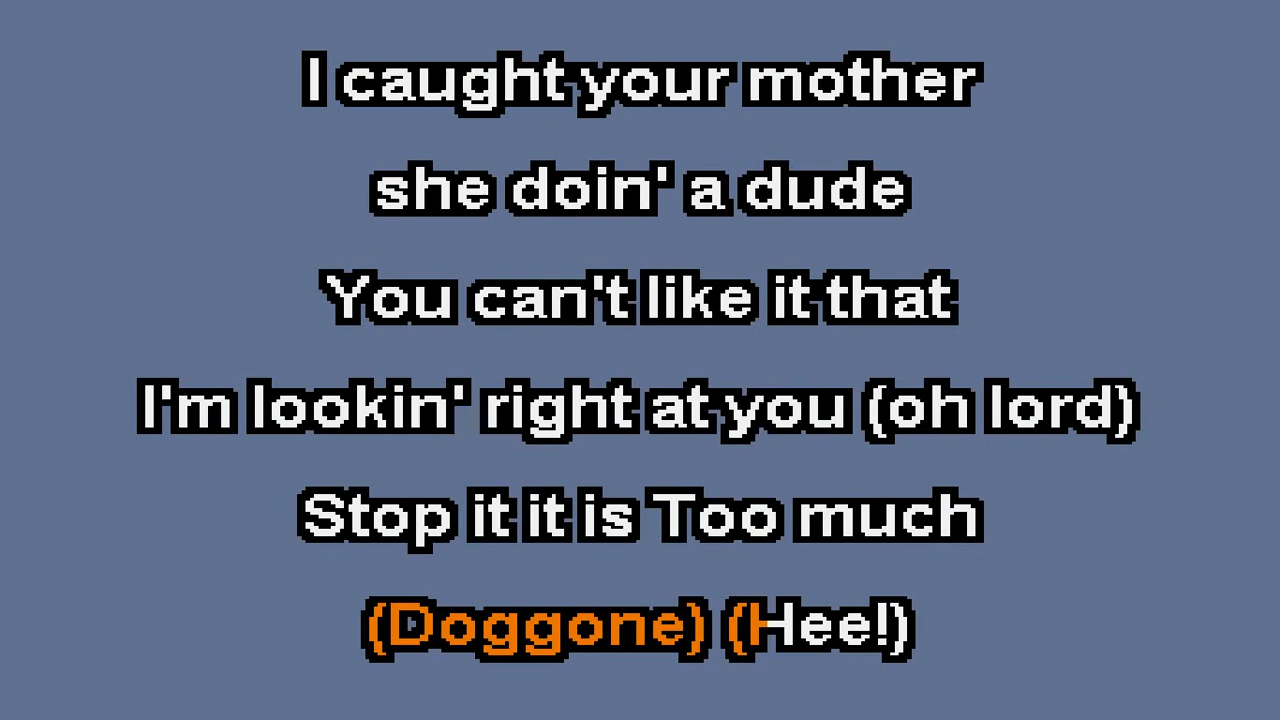 I caught your mother
she doin' a dude
You can't like it that
I'm lookin' right at you (oh lord)
Stop it it is Too much
(Doggone) (Hee!)